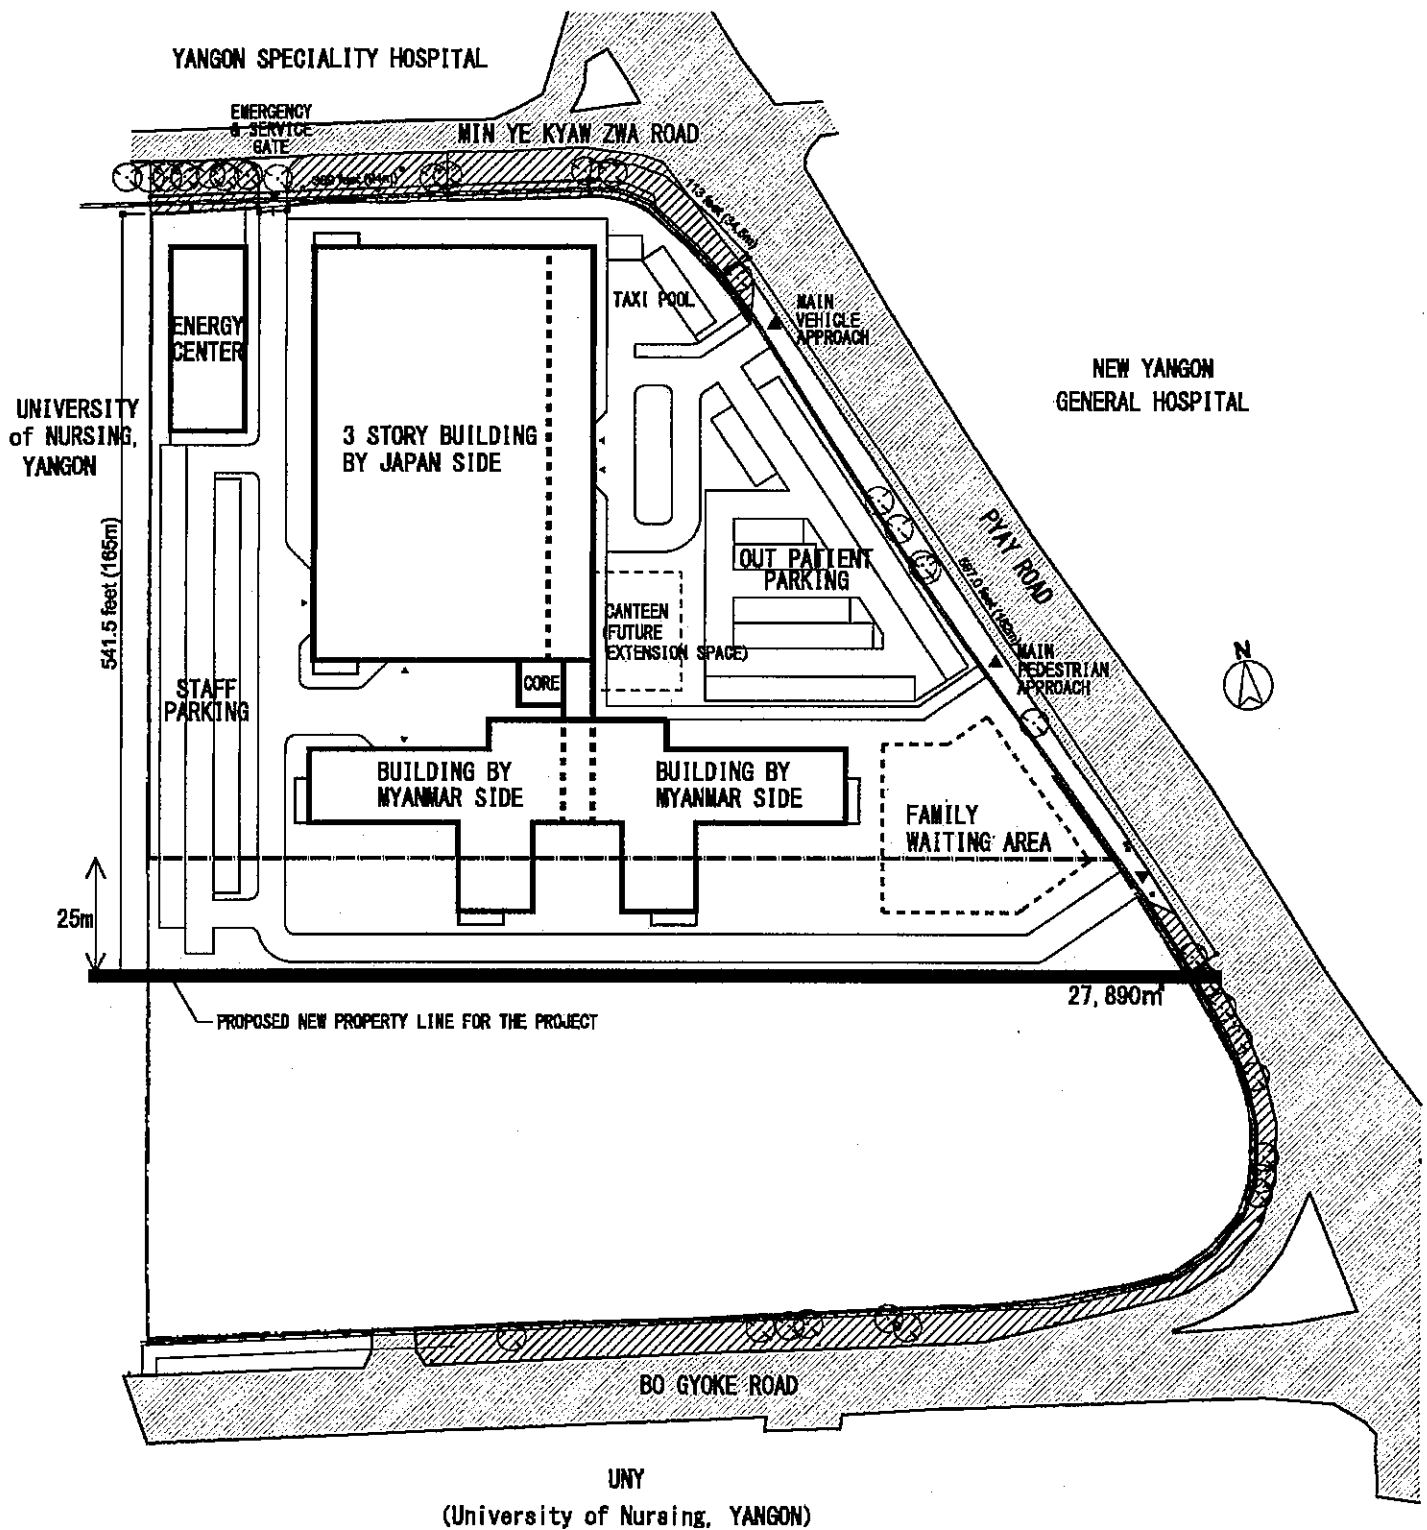 YANGON SPECIALITY HOSPITAL
EMERGENCY
& SERVICE
GATE
MIN YE KYAW ZWA ROAD
113 feet (34.5m)
TAXI POOL
MAIN
VEHICLE
APPROACH
ENERGY
CENTER
NEW YANGON
GENERAL HOSPITAL
UNIVERSITY
of NURSING,
YANGON
3 STORY BUILDING
BY JAPAN SIDE
PYAY ROAD
541.5 feet (165m)
OUT PATIENT
PARKING
CANTEEN
(FUTURE
EXTENSION SPACE)
MAIN
PEDESTRIAN
APPROACH
N
STAFF
PARKING
CORE
BUILDING BY
MYANMAR SIDE
BUILDING BY
MYANMAR SIDE
FAMILY
WAITING AREA
25m
27,890㎡
PROPOSED NEW PROPERTY LINE FOR THE PROJECT
BO GYOKE ROAD
UNY
(University of Nursing, YANGON)